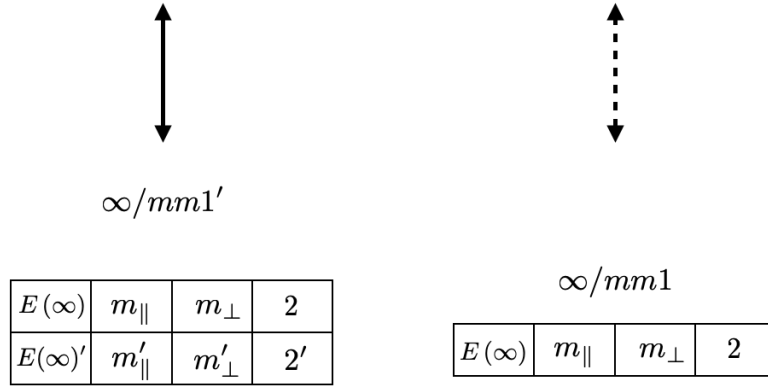 ∞/mm1′
E (∞) m∥ m⊥ 2
E(∞)′ m′∥ m′⊥ 2′
∞/mm1
E (∞) m∥ m⊥ 2